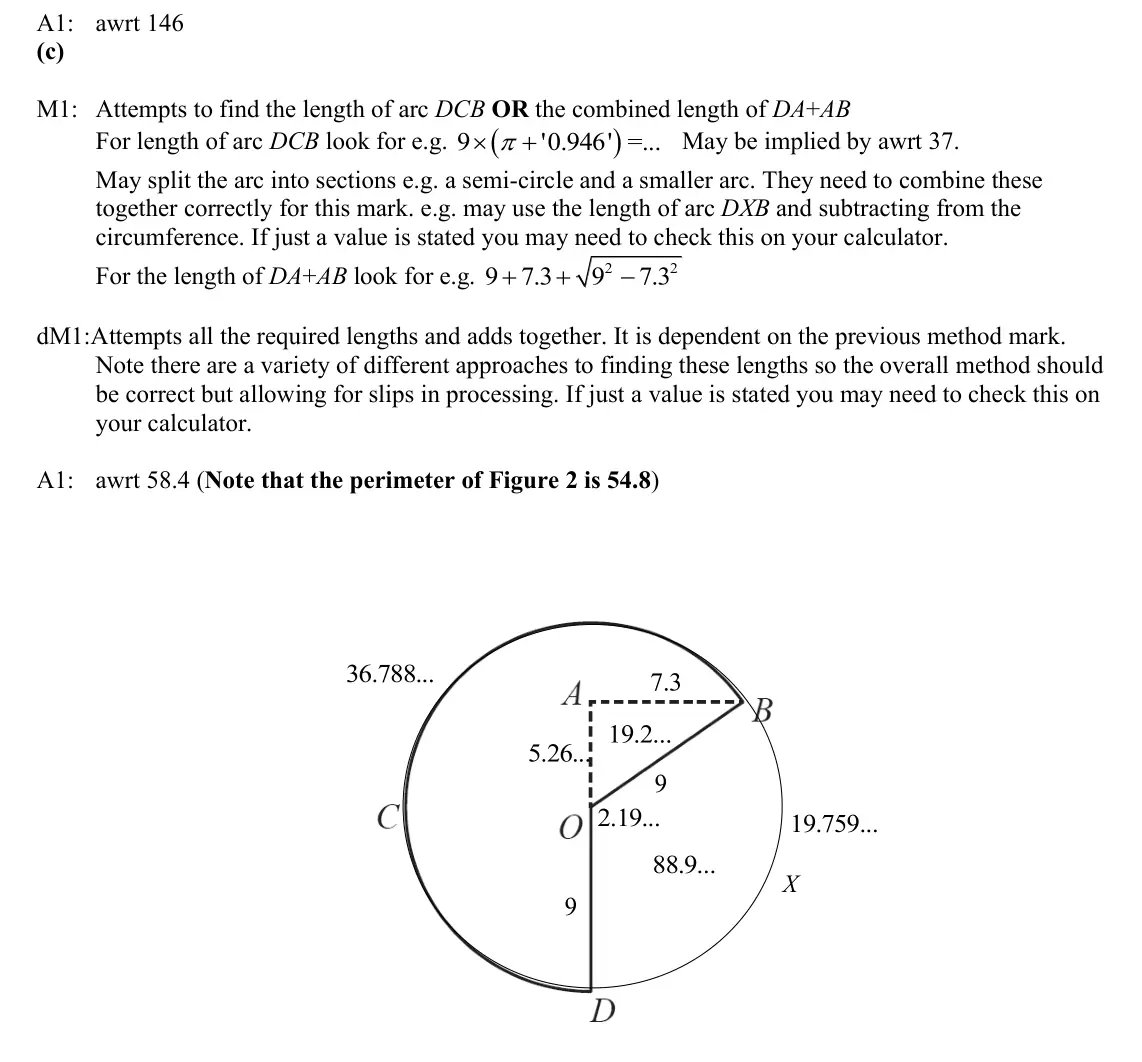 A1: awrt 146
(c)
M1: Attempts to find the length of arc DCB OR the combined length of DA+AB
For length of arc DCB look for e.g. 9×(π+'0.946')=... May be implied by awrt 37.
May split the arc into sections e.g. a semi-circle and a smaller arc. They need to combine these
together correctly for this mark. e.g. may use the length of arc DXB and subtracting from the
circumference. If just a value is stated you may need to check this on your calculator.
For the length of DA+AB look for e.g. 9+7.3+√(9²−7.3²)
dM1:Attempts all the required lengths and adds together. It is dependent on the previous method mark.
Note there are a variety of different approaches to finding these lengths so the overall method should
be correct but allowing for slips in processing. If just a value is stated you may need to check this on
your calculator.
A1: awrt 58.4 (Note that the perimeter of Figure 2 is 54.8)
36.788...
A
7.3
B
19.2...
5.26...
9
C
O
2.19...
19.759...
88.9...
X
9
D